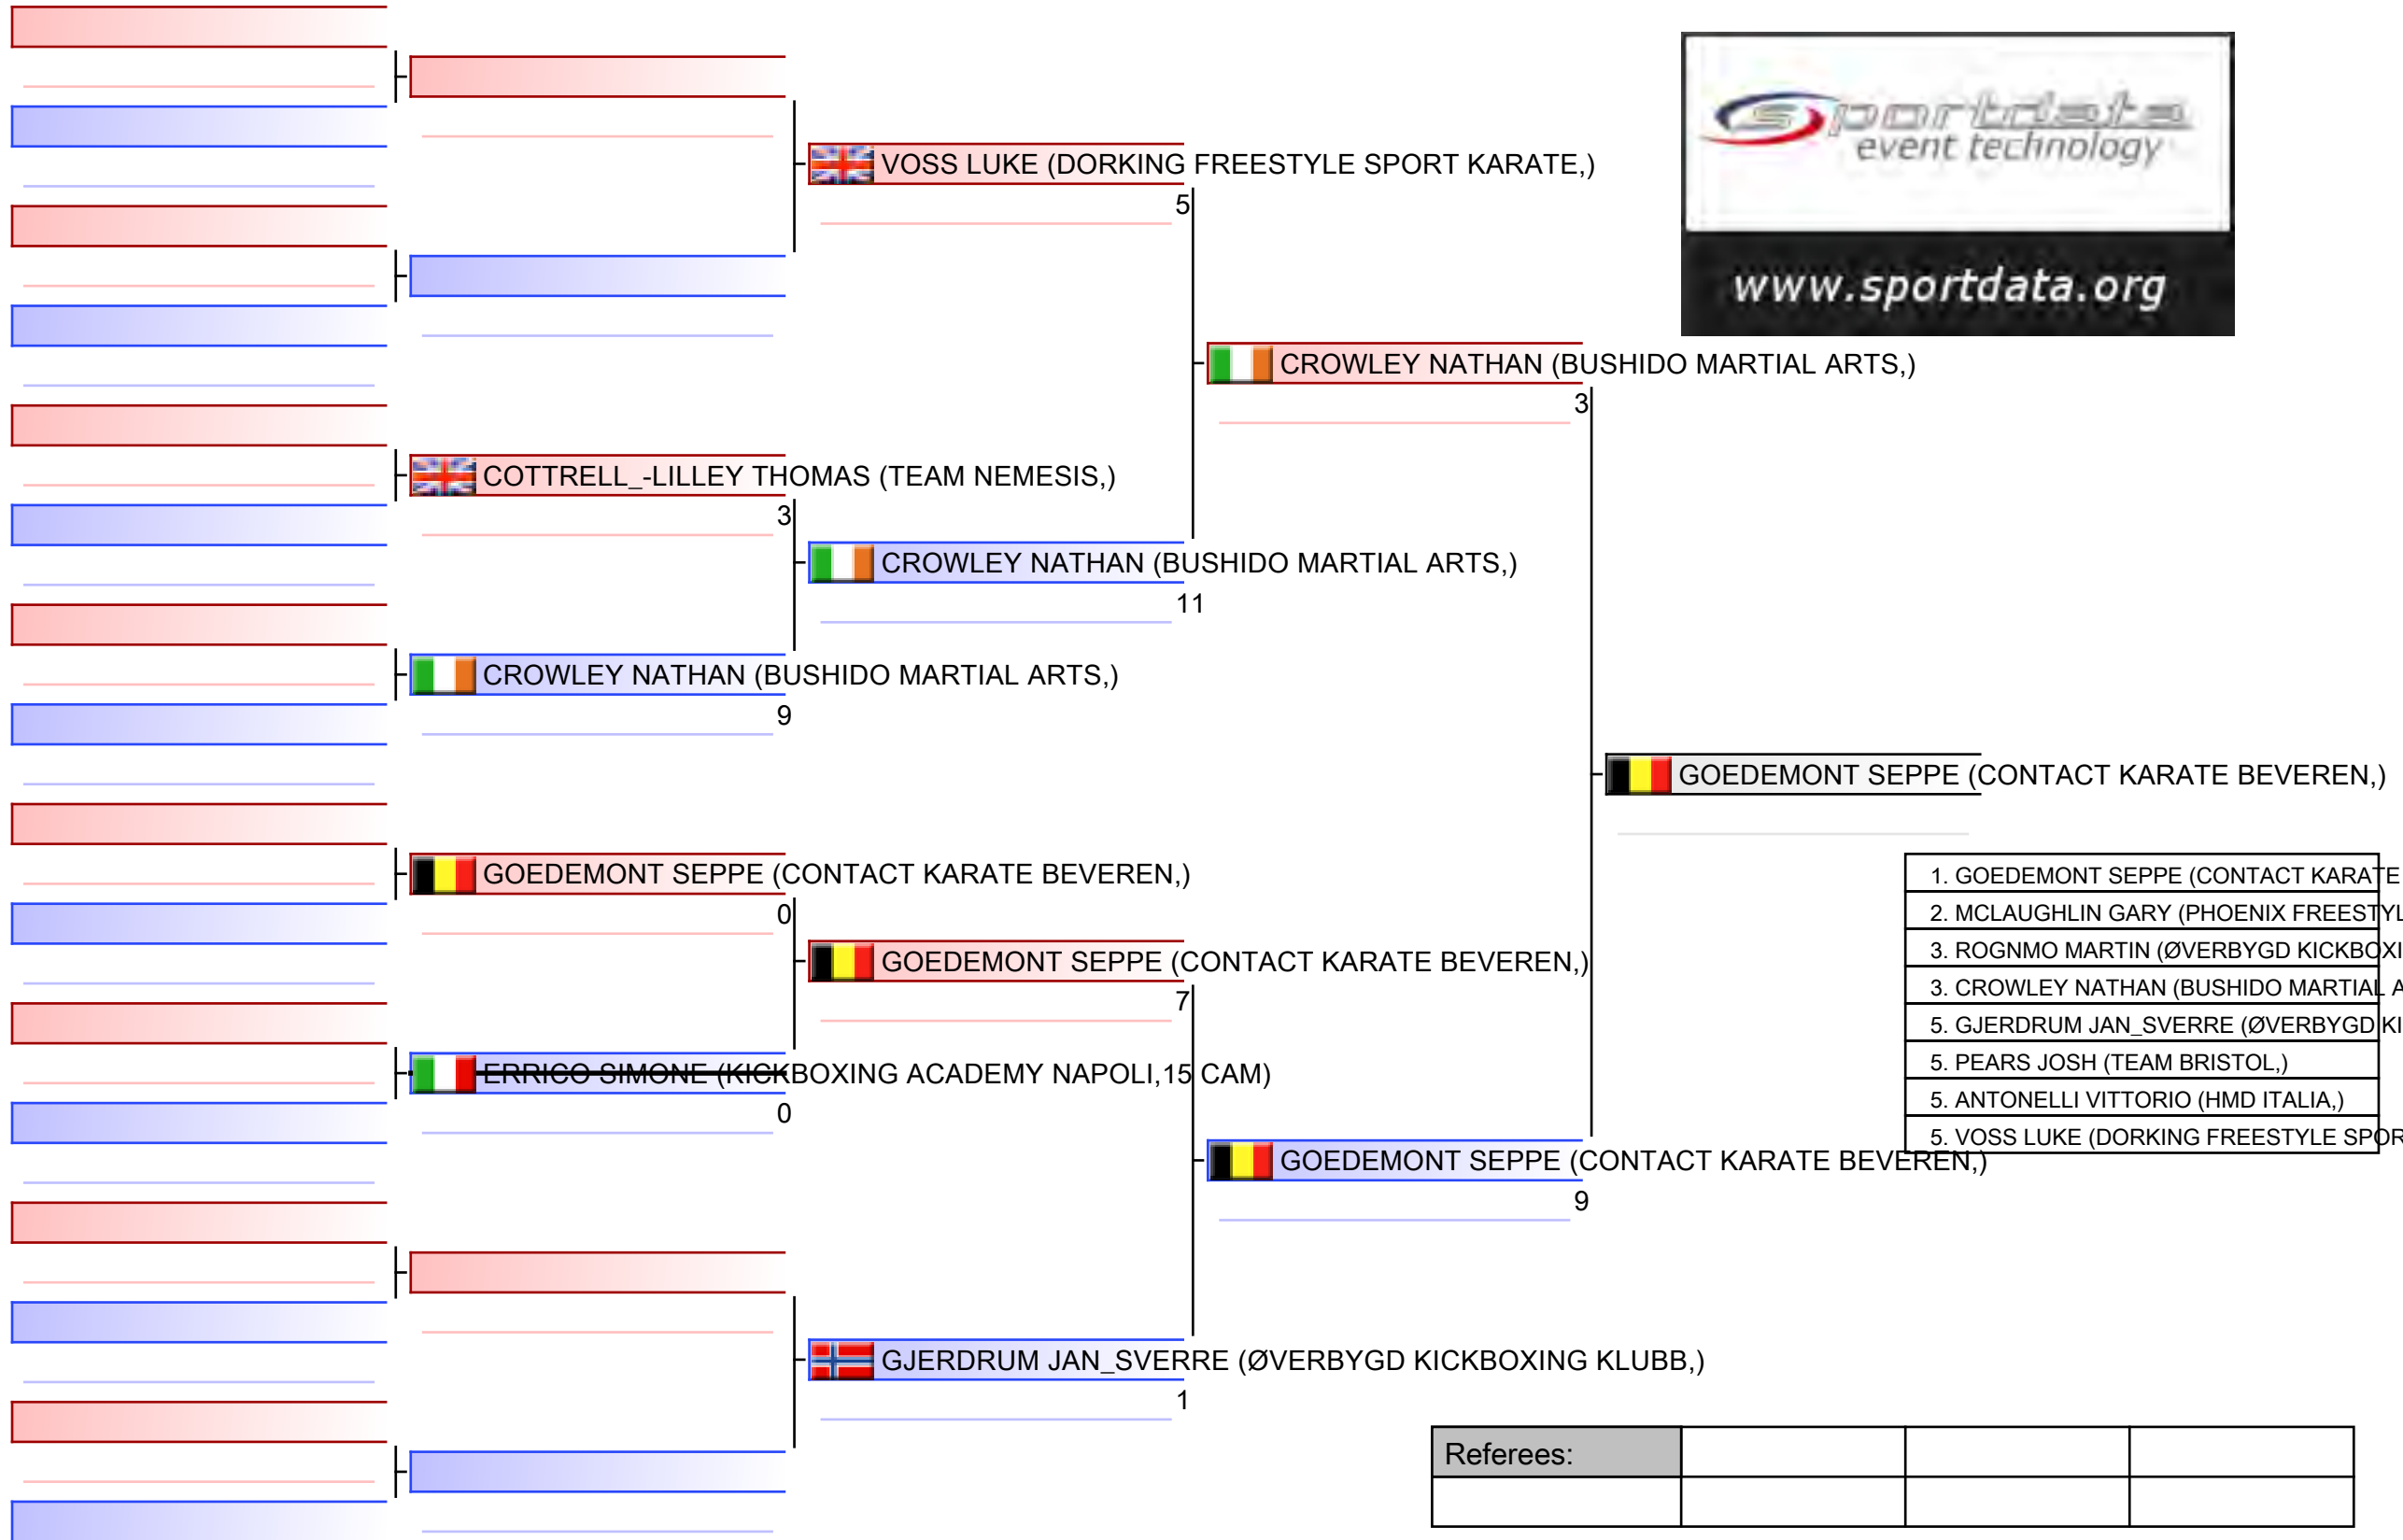 sportdata
event technology
www.sportdata.org
VOSS LUKE (DORKING FREESTYLE SPORT KARATE,)
5
CROWLEY NATHAN (BUSHIDO MARTIAL ARTS,)
3
COTTRELL_-LILLEY THOMAS (TEAM NEMESIS,)
3
CROWLEY NATHAN (BUSHIDO MARTIAL ARTS,)
11
CROWLEY NATHAN (BUSHIDO MARTIAL ARTS,)
9
GOEDEMONT SEPPE (CONTACT KARATE BEVEREN,)
GOEDEMONT SEPPE (CONTACT KARATE BEVEREN,)
0
GOEDEMONT SEPPE (CONTACT KARATE BEVEREN,)
7
ERRICO SIMONE (KICKBOXING ACADEMY NAPOLI,15 CAM)
0
GOEDEMONT SEPPE (CONTACT KARATE BEVEREN,)
9
GJERDRUM JAN_SVERRE (ØVERBYGD KICKBOXING KLUBB,)
1
1. GOEDEMONT SEPPE (CONTACT KARATE
2. MCLAUGHLIN GARY (PHOENIX FREESTYL
3. ROGNMO MARTIN (ØVERBYGD KICKBOXI
3. CROWLEY NATHAN (BUSHIDO MARTIAL A
5. GJERDRUM JAN_SVERRE (ØVERBYGD KI
5. PEARS JOSH (TEAM BRISTOL,)
5. ANTONELLI VITTORIO (HMD ITALIA,)
5. VOSS LUKE (DORKING FREESTYLE SPOR
Referees: